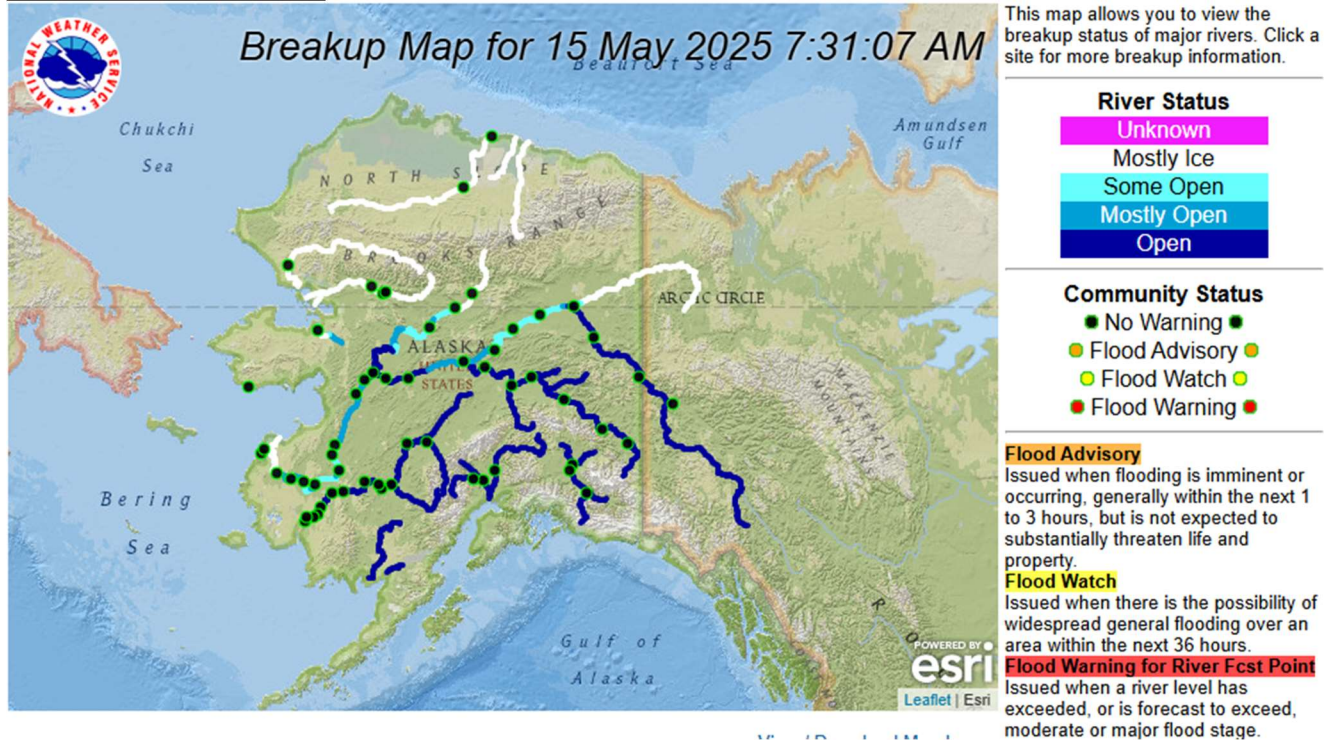 Breakup Map for 15 May 2025 7:31:07 AM
NATIONAL WEATHER SERVICE
Beaufort Sea
Chukchi
Sea
Amundsen
Gulf
NORTH SLOPE
BROOKS RANGE
ARCTIC CIRCLE
ALASKA
UNITED
STATES
MACKENZIE
MOUNTAINS
Bering
Sea
Gulf of
Alaska
R O
POWERED BY
esri
Leaflet | Esri
This map allows you to view the
breakup status of major rivers. Click a
site for more breakup information.
River Status
Unknown
Mostly Ice
Some Open
Mostly Open
Open
Community Status
No Warning
Flood Advisory
Flood Watch
Flood Warning
Flood Advisory
Issued when flooding is imminent or
occurring, generally within the next 1
to 3 hours, but is not expected to
substantially threaten life and
property.
Flood Watch
Issued when there is the possibility of
widespread general flooding over an
area within the next 36 hours.
Flood Warning for River Fcst Point
Issued when a river level has
exceeded, or is forecast to exceed,
moderate or major flood stage.